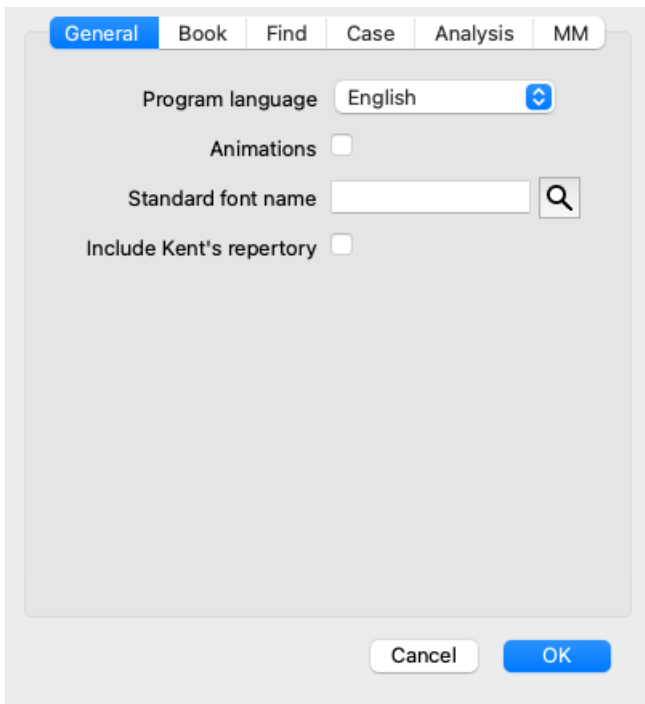 General Book Find Case Analysis MM
Program language English
Animations
Standard font name
Include Kent's repertory
Cancel OK